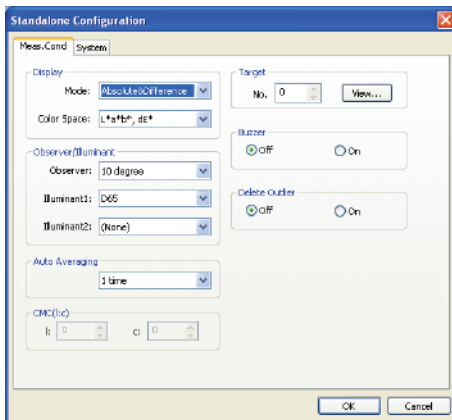 Standalone Configuration
Meas.Cond System
Display
Mode: Absolute&Difference
Color Space: L*a*b*, dE*
Observer/Illuminant
Observer: 10 degree
Illuminant1: D65
Illuminant2: (None)
Auto Averaging
1 time
CMC(l:c)
l: 0 c: 0
Target
No. 0 View...
Buzzer
Off On
Delete Outlier
Off On
OK Cancel